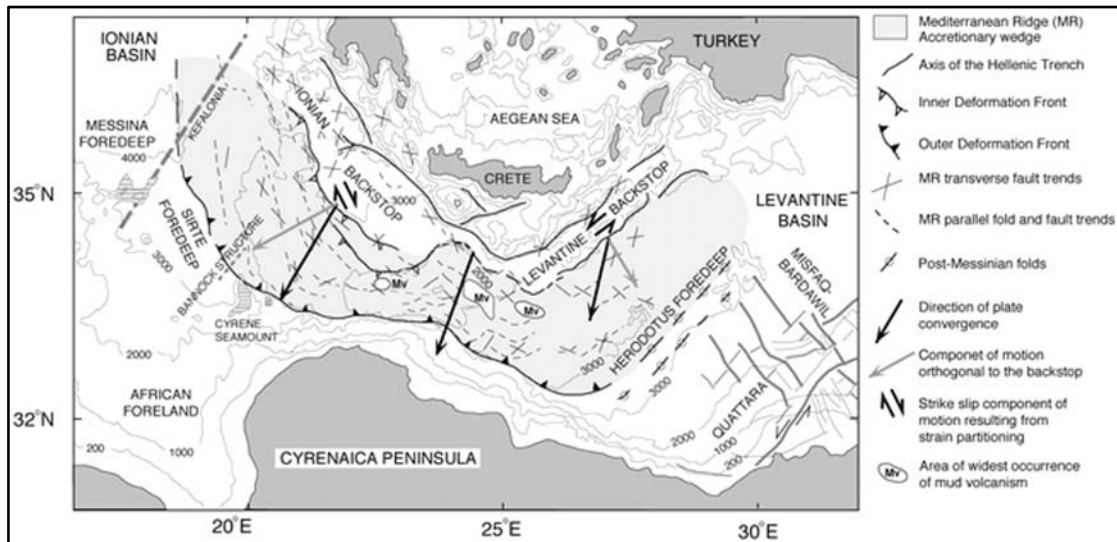 IONIAN
BASIN
TURKEY
KEFALONIA
IONIAN
MESSINA
FOREDEEP
4000
AEGEAN SEA
BACKSTOP
3000
CRETE
35°N
SIRTE
FOREDEEP
3000
BANNOCK STRUCTURE
LEVANTINE BACKSTOP
LEVANTINE
BASIN
2000
Mv
Mv
Mv
MISFAQ-
BARDAWIL
CYRENE
SEAMOUNT
HERODOTUS FOREDEEP
3000
3000
2000
AFRICAN
FORELAND
QUATTARA
32°N
200
1000
2000
1000
200
CYRENAICA PENINSULA
20°E
25°E
30°E
Mediterranean Ridge (MR)
Accretionary wedge
Axis of the Hellenic Trench
Inner Deformation Front
Outer Deformation Front
MR transverse fault trends
MR parallel fold and fault trends
Post-Messinian folds
Direction of plate
convergence
Componet of motion
orthogonal to the backstop
Strike slip component of
motion resulting from
strain partitioning
Mv
Area of widest occurrence
of mud volcanism